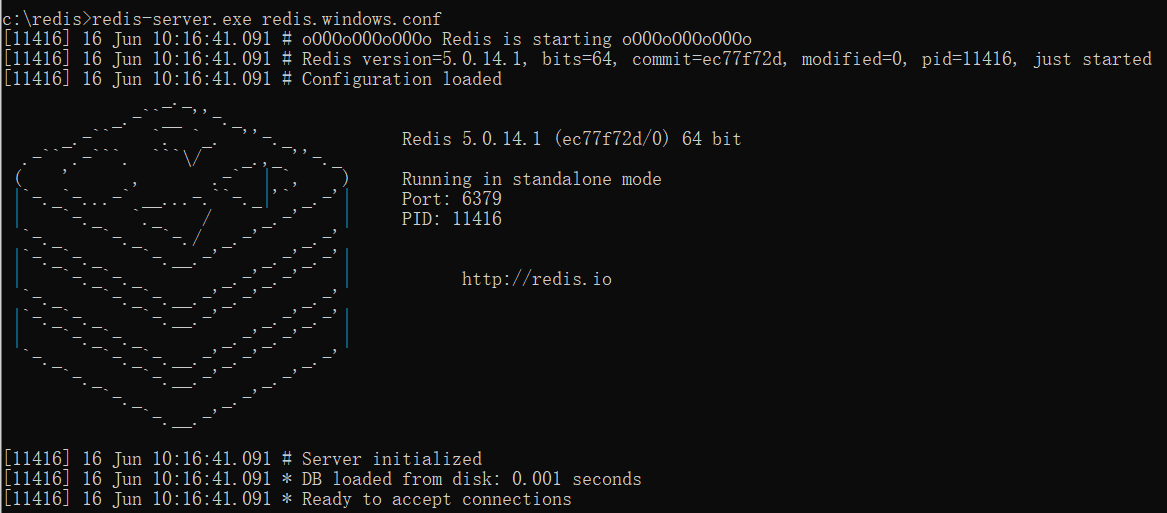 c:\redis>redis-server.exe redis.windows.conf
[11416] 16 Jun 10:16:41.091 # oO0OoO0OoO0Oo Redis is starting oO0OoO0OoO0Oo
[11416] 16 Jun 10:16:41.091 # Redis version=5.0.14.1, bits=64, commit=ec77f72d, modified=0, pid=11416, just started
[11416] 16 Jun 10:16:41.091 # Configuration loaded
Redis 5.0.14.1 (ec77f72d/0) 64 bit
Running in standalone mode
Port: 6379
PID: 11416
http://redis.io
[11416] 16 Jun 10:16:41.091 # Server initialized
[11416] 16 Jun 10:16:41.091 * DB loaded from disk: 0.001 seconds
[11416] 16 Jun 10:16:41.091 * Ready to accept connections